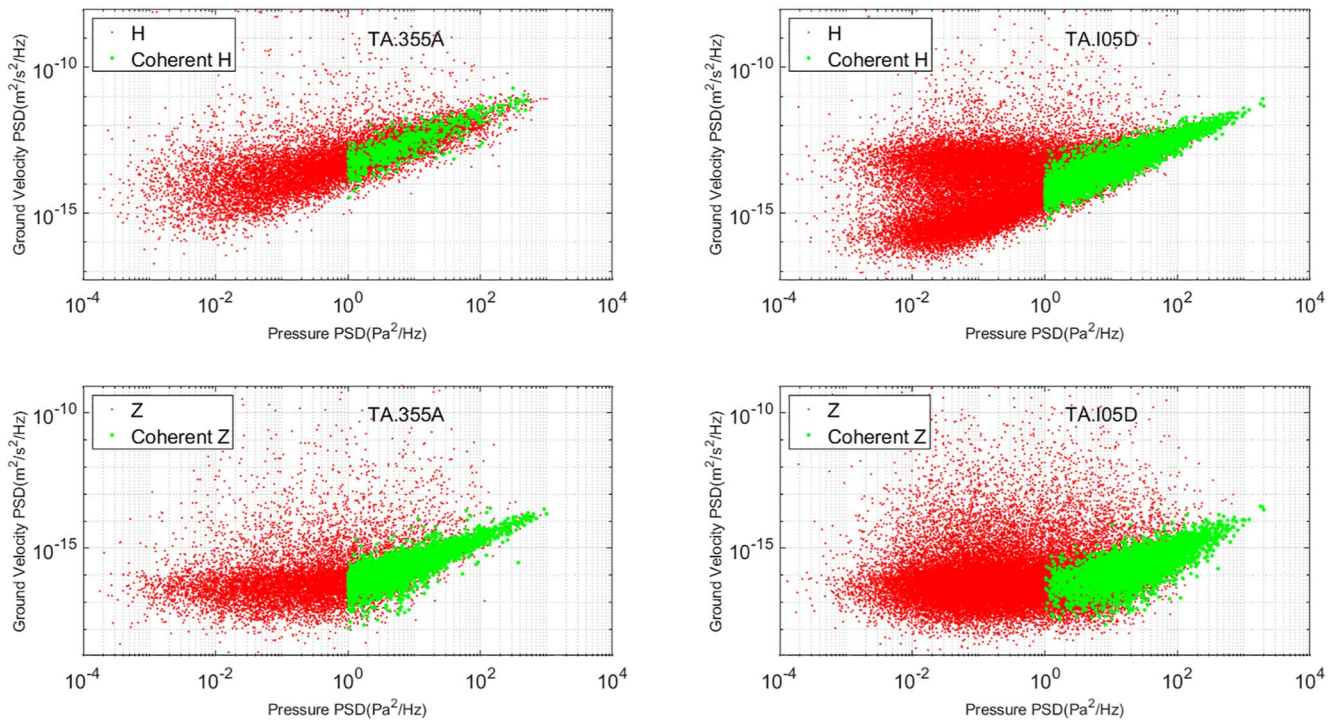 H
Coherent H
TA.355A
10^-10
10^-15
Ground Velocity PSD(m^2/s^2/Hz)
10^-4 10^-2 10^0 10^2 10^4
Pressure PSD(Pa^2/Hz)
H
Coherent H
TA.I05D
10^-10
10^-15
Ground Velocity PSD(m^2/s^2/Hz)
10^-4 10^-2 10^0 10^2 10^4
Pressure PSD(Pa^2/Hz)
Z
Coherent Z
TA.355A
10^-10
10^-15
Ground Velocity PSD(m^2/s^2/Hz)
10^-4 10^-2 10^0 10^2 10^4
Pressure PSD(Pa^2/Hz)
Z
Coherent Z
TA.I05D
10^-10
10^-15
Ground Velocity PSD(m^2/s^2/Hz)
10^-4 10^-2 10^0 10^2 10^4
Pressure PSD(Pa^2/Hz)